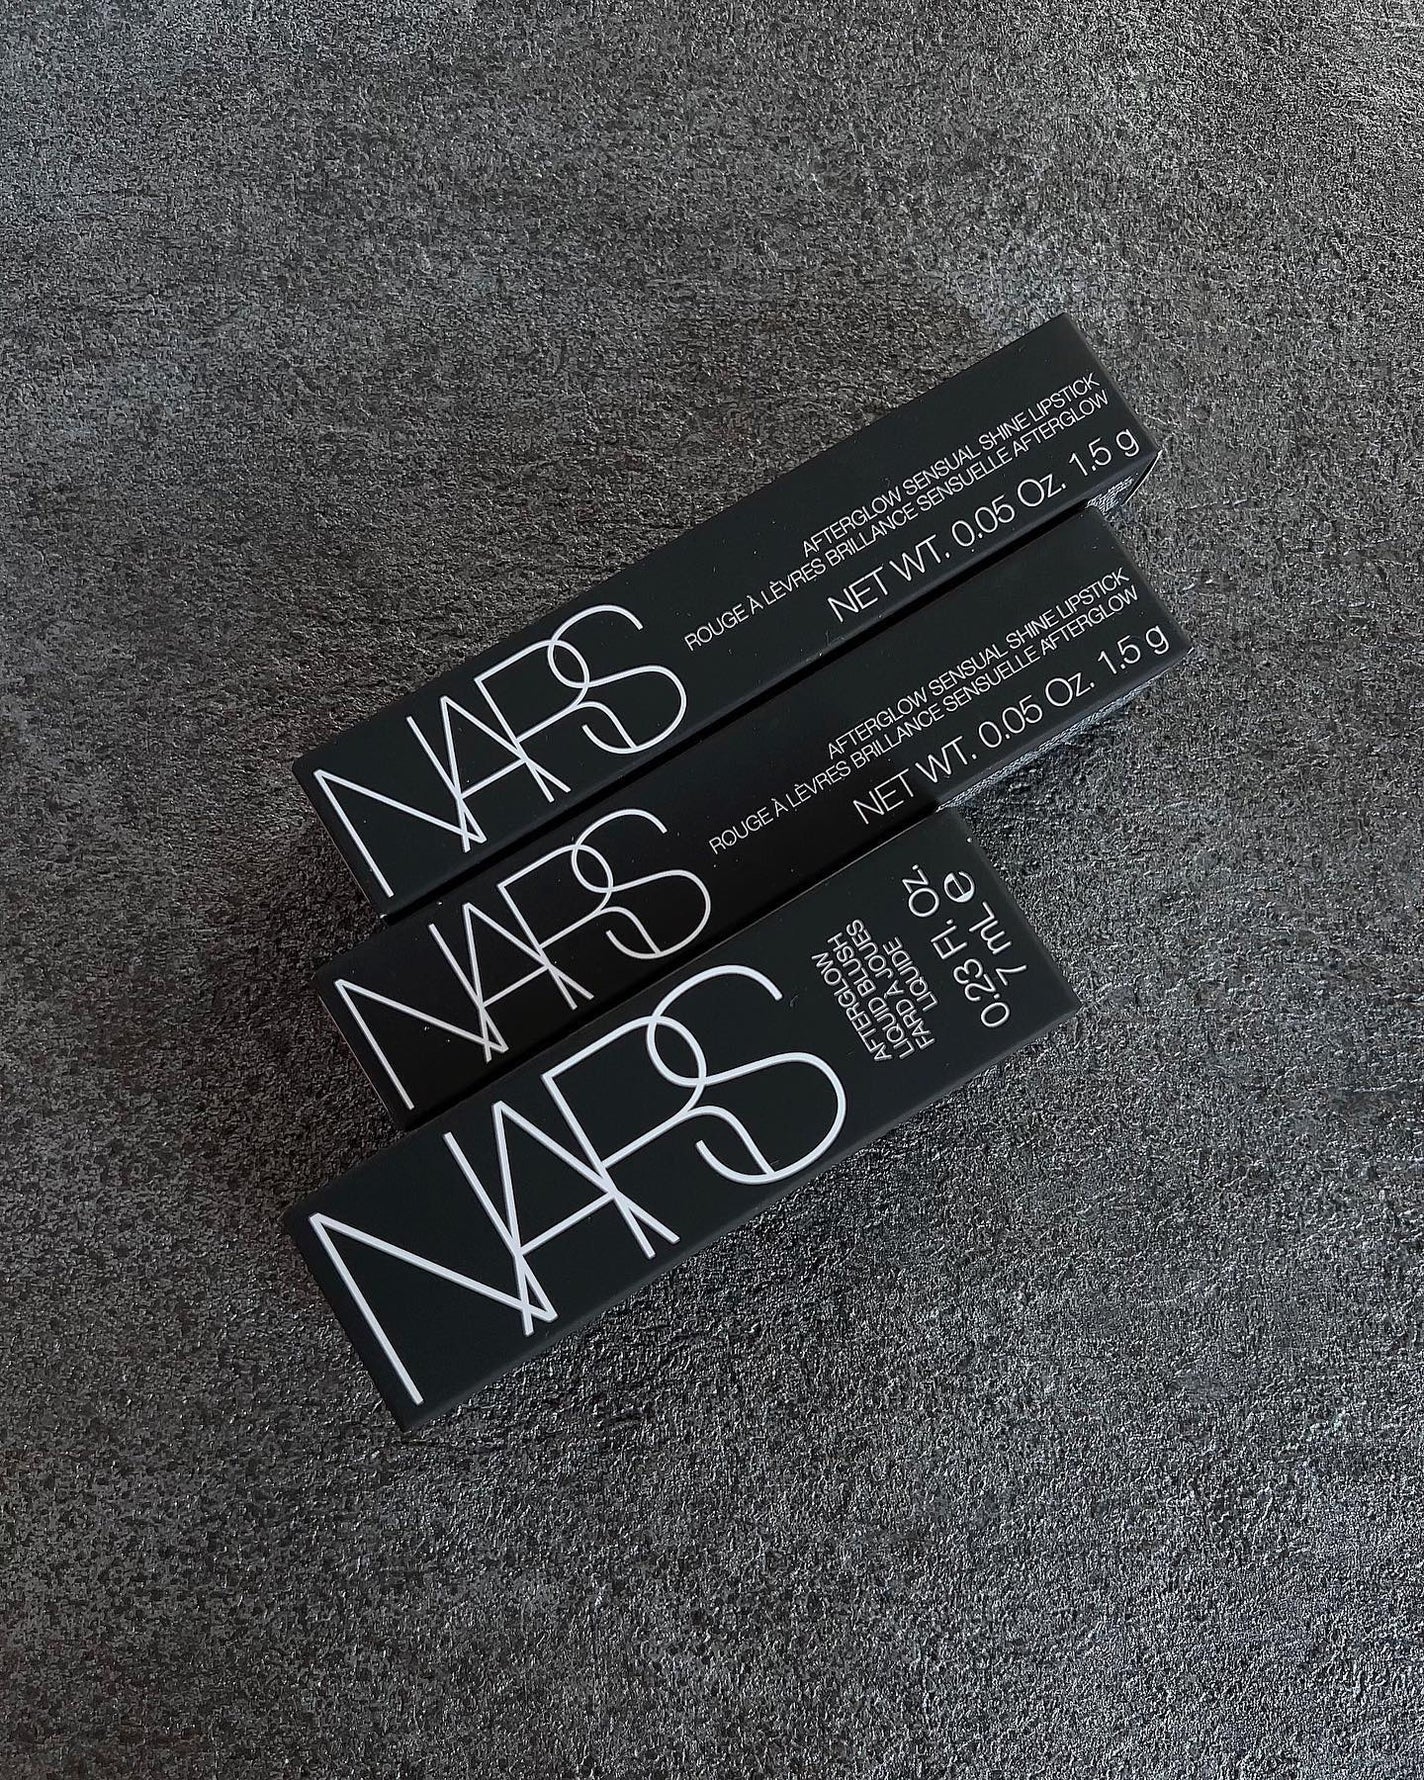 NARS
AFTERGLOW SENSUAL SHINE LIPSTICK
ROUGE À LÈVRES BRILLANCE SENSUELLE AFTERGLOW
NET WT. 0.05 Oz. 1.5 g
NARS
AFTERGLOW SENSUAL SHINE LIPSTICK
ROUGE À LÈVRES BRILLANCE SENSUELLE AFTERGLOW
NET WT. 0.05 Oz. 1.5 g
NARS
AFTERGLOW
LIQUID BLUSH
FARD À JOUES
LIQUIDE
0.23 Fl. Oz.
7 mL e